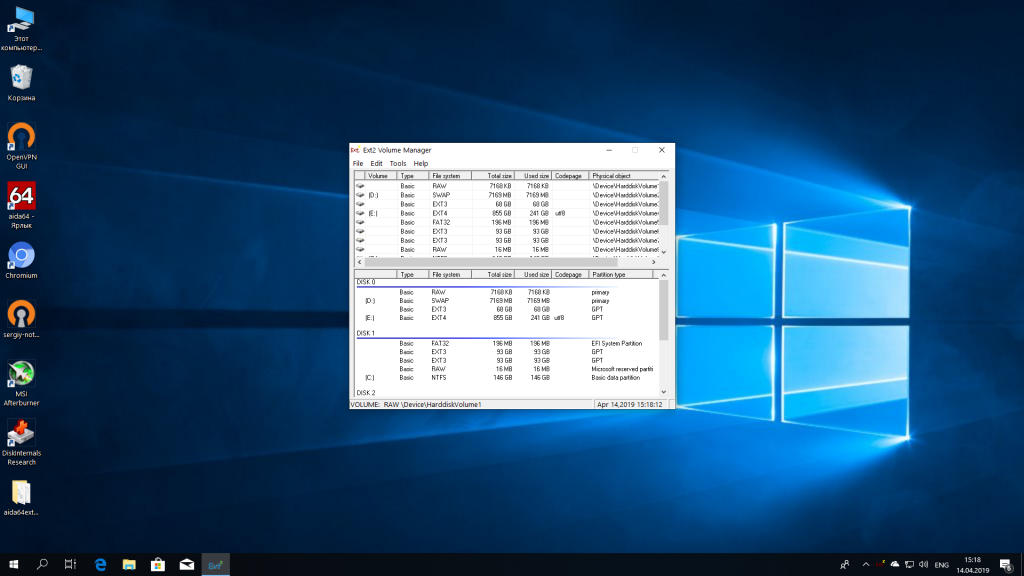 Этот
компьютер...
Корзина
OpenVPN
GUI
64
aida64 -
Ярлык
Chromium
sergiy-not...
MSI
Afterburner
DiskInternals
Research
aida64ext...
Ext2 Volume Manager
File Edit Tools Help
Volume Type File system Total size Used size Codepage Physical object
Basic RAW 7168 KB 7168 KB \Device\HarddiskVolume
(D:) Basic SWAP 7169 MB 7169 MB \Device\HarddiskVolume
Basic EXT3 68 GB 68 GB \Device\HarddiskVolume
(E:) Basic EXT4 855 GB 241 GB utf8 \Device\HarddiskVolume
Basic FAT32 196 MB 196 MB \Device\HarddiskVolume
Basic EXT3 93 GB 93 GB \Device\HarddiskVolume
Basic EXT3 93 GB 93 GB \Device\HarddiskVolume
Basic RAW 16 MB 16 MB \Device\HarddiskVolume
Type File system Total size Used size Codepage Partition type
DISK 0
Basic RAW 7168 KB 7168 KB primary
(D:) Basic SWAP 7169 MB 7169 MB primary
Basic EXT3 68 GB 68 GB GPT
(E:) Basic EXT4 855 GB 241 GB utf8 GPT
DISK 1
Basic FAT32 196 MB 196 MB EFI System Partition
Basic EXT3 93 GB 93 GB GPT
Basic EXT3 93 GB 93 GB GPT
Basic RAW 16 MB 16 MB Microsoft reserved partiti
(C:) Basic NTFS 146 GB 146 GB Basic data partition
DISK 2
VOLUME: RAW \Device\HarddiskVolume1 Apr 14,2019 15:18:12
ENG
15:18
14.04.2019